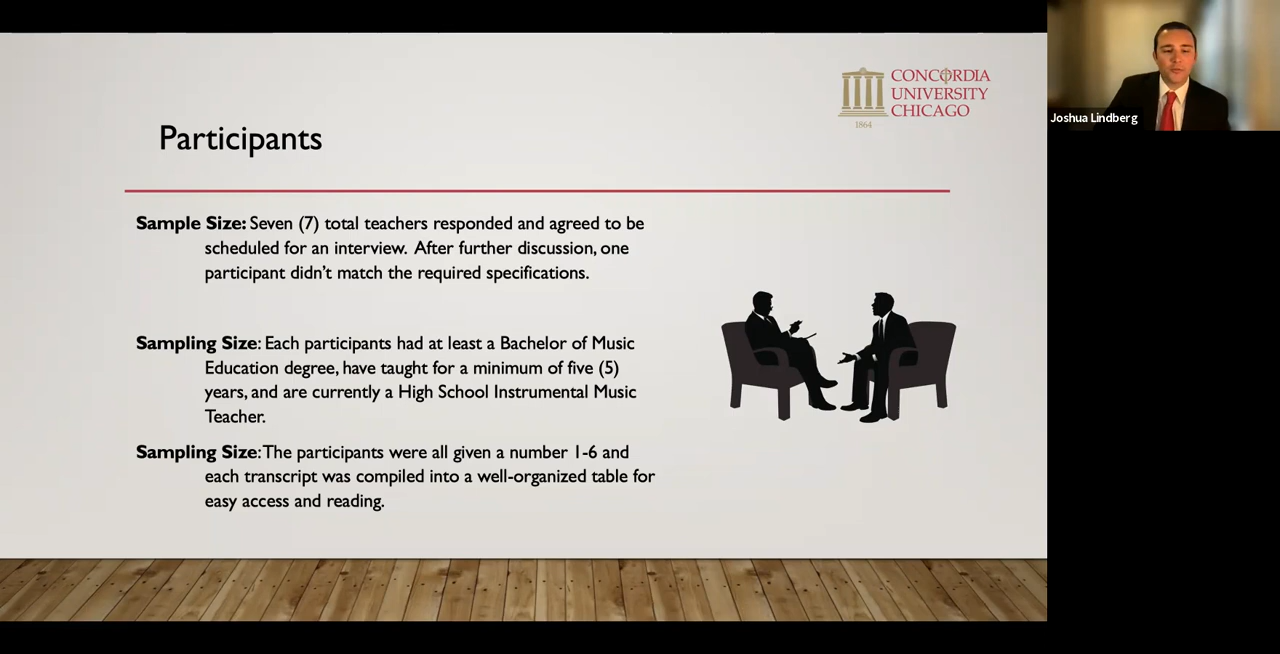 CONCORDIA
UNIVERSITY
CHICAGO
1864
Joshua Lindberg
Participants
Sample Size: Seven (7) total teachers responded and agreed to be
scheduled for an interview. After further discussion, one
participant didn’t match the required specifications.
Sampling Size: Each participants had at least a Bachelor of Music
Education degree, have taught for a minimum of five (5)
years, and are currently a High School Instrumental Music
Teacher.
Sampling Size: The participants were all given a number 1-6 and
each transcript was compiled into a well-organized table for
easy access and reading.